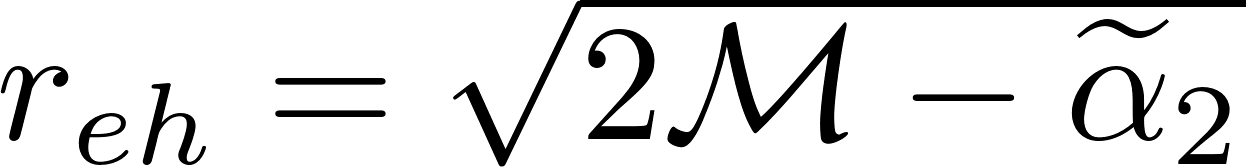 $r_{eh} = \sqrt{2\mathcal{M} - \widetilde{\alpha}_2}$